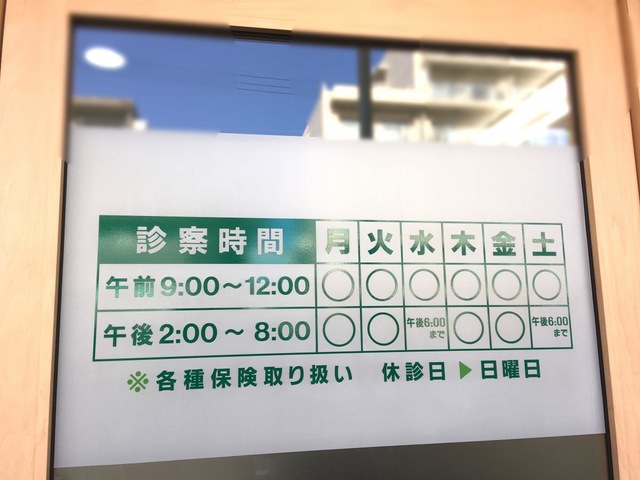 診察時間 月 火 水 木 金 土
午前 9:00～12:00 ○ ○ ○ ○ ○ ○
午後 2:00～8:00 ○ ○ 午後6:00まで ○ ○ 午後6:00まで
※各種保険取り扱い 休診日▶日曜日